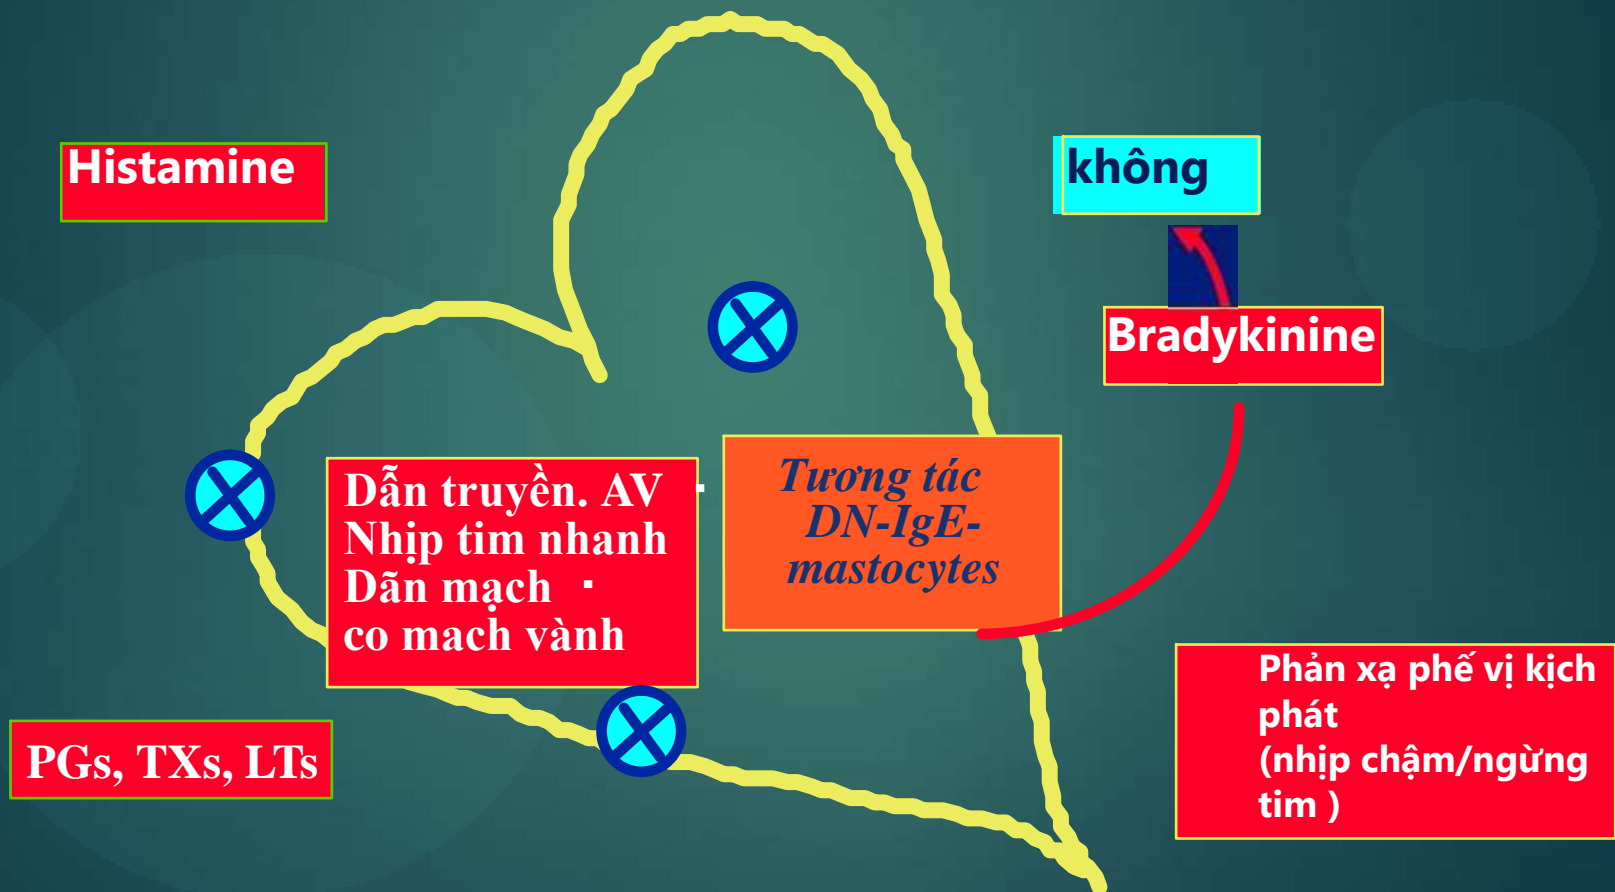 Histamine
không
Bradykinine
Dẫn truyền. AV ▪
Nhịp tim nhanh
Dãn mạch ▪
co mach vành
Tương tác
DN-IgE-
mastocytes
PGs, TXs, LTs
Phản xạ phế vị kịch
phát
(nhịp chậm/ngừng
tim )